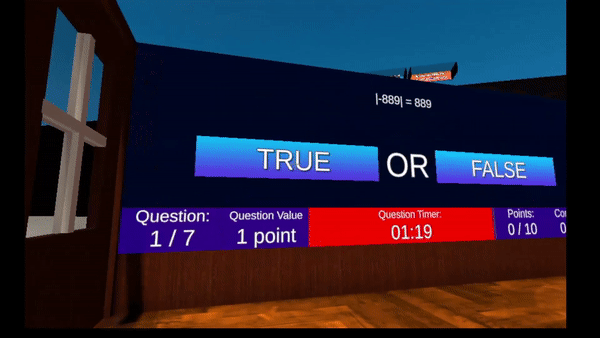 |-889| = 889
TRUE OR FALSE
Question: Question Value Question Timer: Points:
1 / 7 1 point 01:19 0 / 10